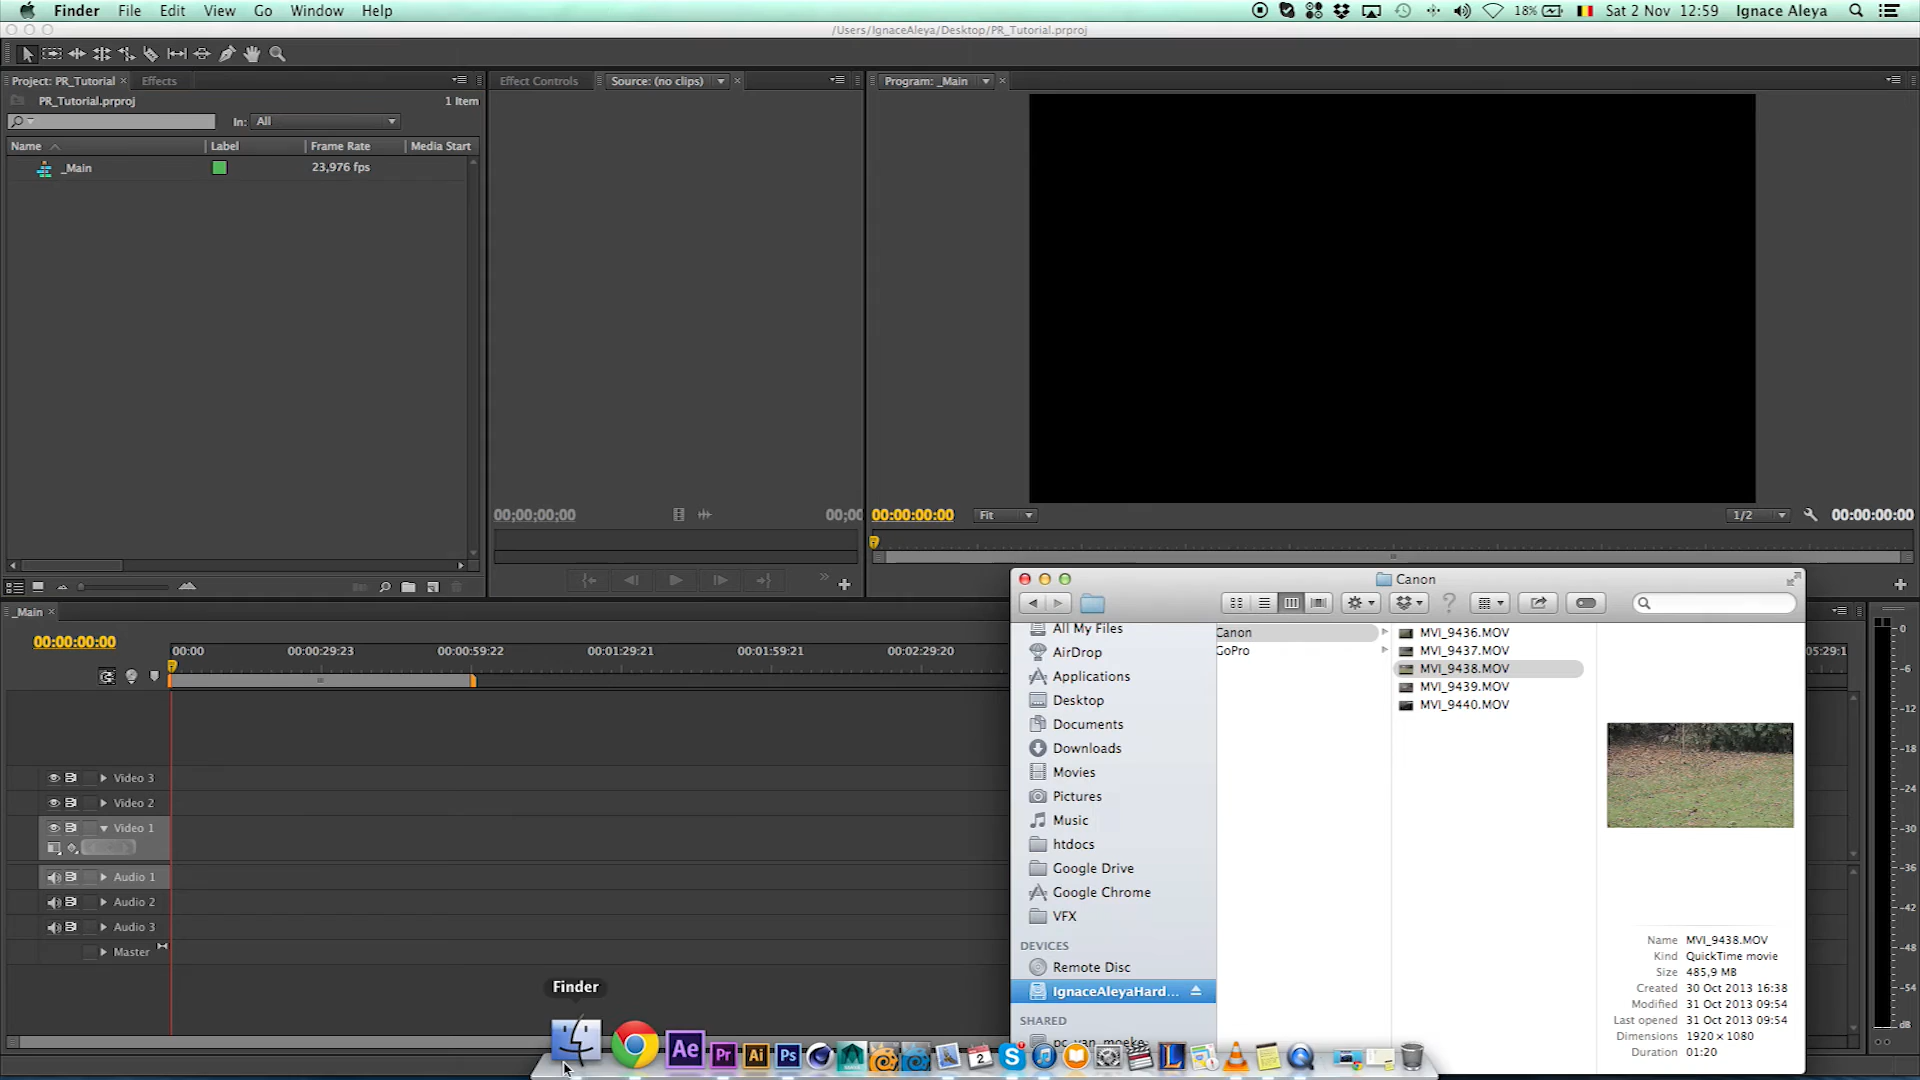 Finder File Edit View Go Window Help 18% Sat 2 Nov 12:59 Ignace Aleya
/Users/IgnaceAleya/Desktop/PR_Tutorial.prproj
Project: PR_Tutorial × Effects
Effect Controls Source: (no clips) ×
Program: _Main ×
PR_Tutorial.prproj 1 Item
In: All
Name Label Frame Rate Media Start
_Main 23,976 fps
00;00;00;00 00;00
00:00:00:00 Fit 1/2 00:00:00:00
_Main ×
00:00:00:00
00:00 00:00:29:23 00:00:59:22 00:01:29:21 00:01:59:21 00:02:29:20 05:29:1
Video 3
Video 2
Video 1
Audio 1
Audio 2
Audio 3
Master
Canon
All My Files
AirDrop
Applications
Desktop
Documents
Downloads
Movies
Pictures
Music
htdocs
Google Drive
Google Chrome
VFX
DEVICES
Remote Disc
IgnaceAleyaHard...
SHARED
Canon
GoPro
MVI_9436.MOV
MVI_9437.MOV
MVI_9438.MOV
MVI_9439.MOV
MVI_9440.MOV
Name MVI_9438.MOV
Kind QuickTime movie
Size 485,9 MB
Created 30 Oct 2013 16:38
Modified 31 Oct 2013 09:54
Last opened 31 Oct 2013 09:54
Dimensions 1920 × 1080
Duration 01:20
0
-6
-12
-18
-24
-30
-36
-42
-48
-54
dB
Finder
Ae Pr Ai Ps 2 S L